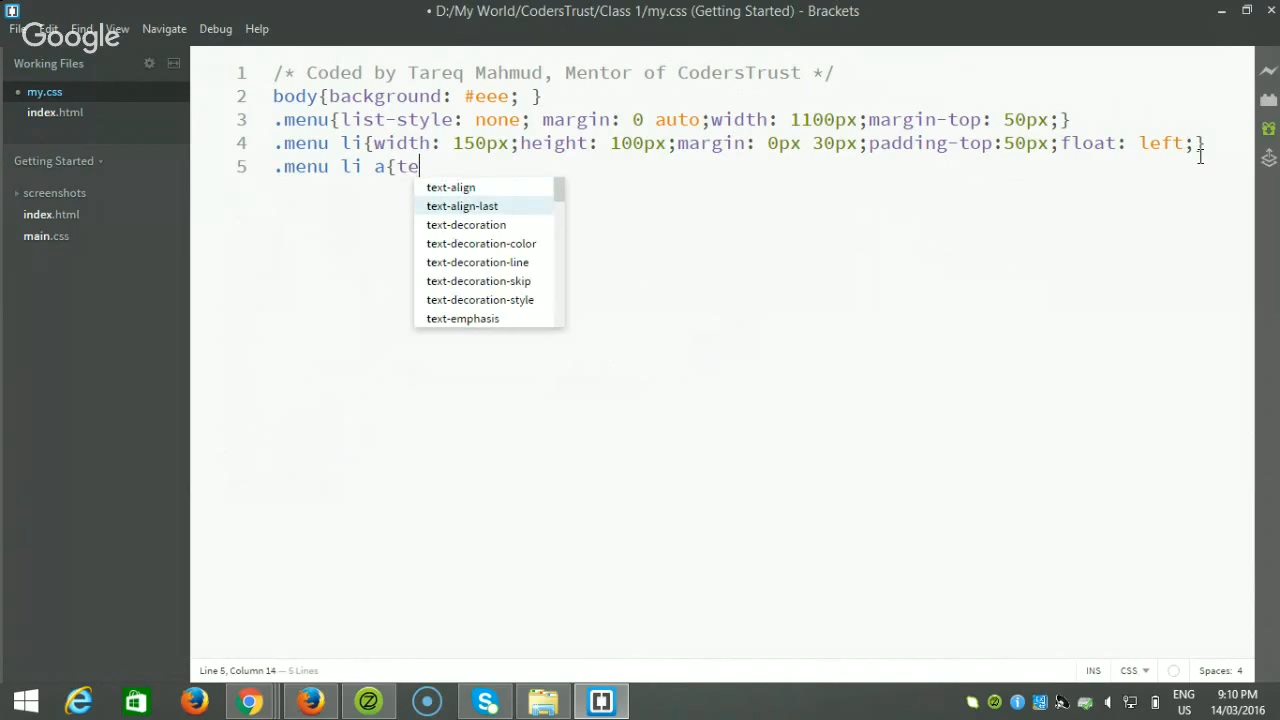 • D:/My World/CodersTrust/Class 1/my.css (Getting Started) - Brackets
File Edit Find View Navigate Debug Help
Google
Working Files
• my.css
index.html
Getting Started
screenshots
index.html
main.css
1 /* Coded by Tareq Mahmud, Mentor of CodersTrust */
2 body{background: #eee; }
3 .menu{list-style: none; margin: 0 auto;width: 1100px;margin-top: 50px;}
4 .menu li{width: 150px;height: 100px;margin: 0px 30px;padding-top:50px;float: left;}
5 .menu li a{te
text-align
text-align-last
text-decoration
text-decoration-color
text-decoration-line
text-decoration-skip
text-decoration-style
text-emphasis
Line 5, Column 14 — 5 Lines
INS CSS Spaces: 4
ENG 9:10 PM
US 14/03/2016